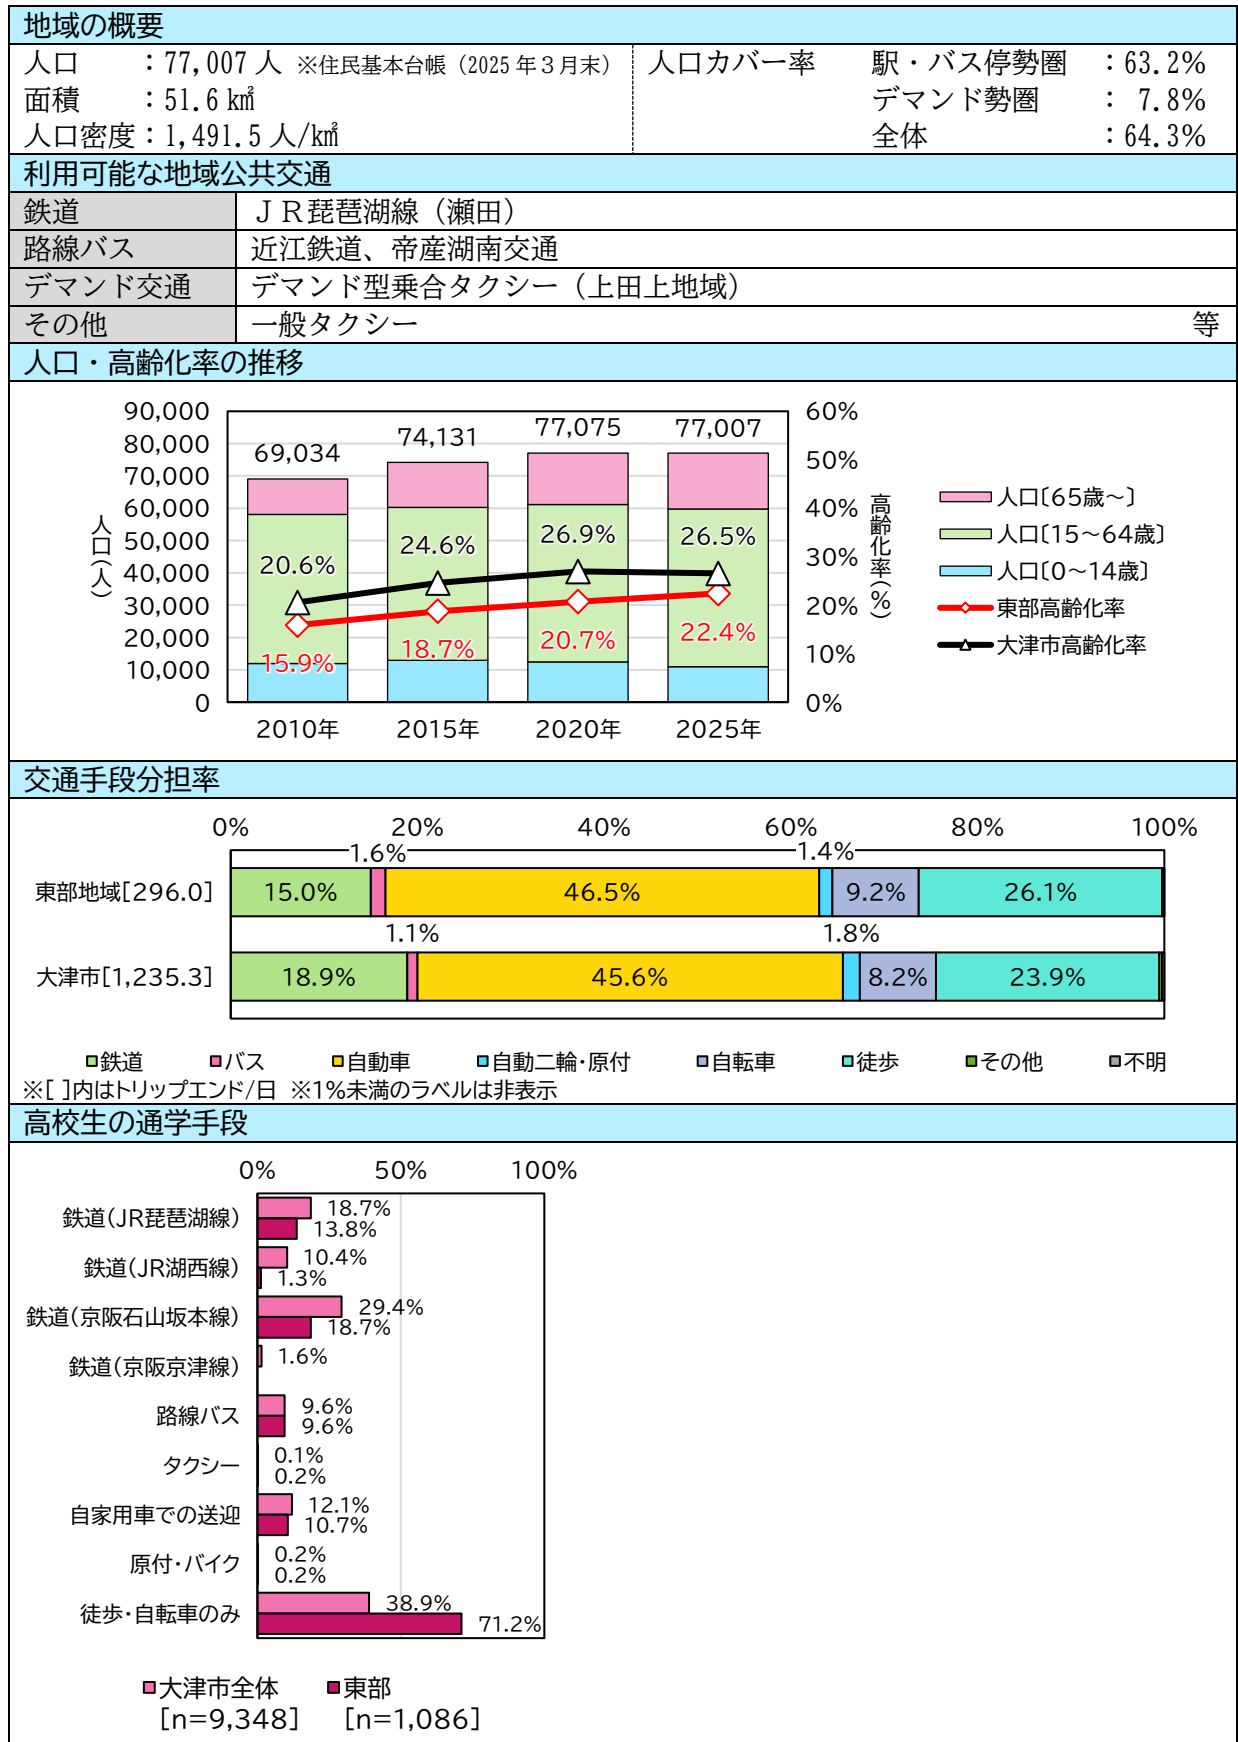 地域の概要
人口　　：77,007人 ※住民基本台帳（2025年３月末）
面積　　：51.6㎢
人口密度：1,491.5人/㎢
人口カバー率　駅・バス停勢圏　：63.2%
デマンド勢圏　： 7.8%
全体　：64.3%
利用可能な地域公共交通
鉄道　ＪＲ琵琶湖線（瀬田）
路線バス　近江鉄道、帝産湖南交通
デマンド交通　デマンド型乗合タクシー（上田上地域）
その他　一般タクシー　等
人口・高齢化率の推移
人口(人)
90,000
80,000
70,000
60,000
50,000
40,000
30,000
20,000
10,000
0
69,034　74,131　77,075　77,007
20.6%　24.6%　26.9%　26.5%
15.9%　18.7%　20.7%　22.4%
2010年　2015年　2020年　2025年
60%
50%
40%
30%
20%
10%
0%
高齢化率(%)
人口〔65歳～〕
人口〔15～64歳〕
人口〔0～14歳〕
東部高齢化率
大津市高齢化率
交通手段分担率
0%　20%　40%　60%　80%　100%
1.6%　1.4%
東部地域[296.0]　15.0%　46.5%　9.2%　26.1%
1.1%　1.8%
大津市[1,235.3]　18.9%　45.6%　8.2%　23.9%
鉄道　バス　自動車　自動二輪・原付　自転車　徒歩　その他　不明
※[ ]内はトリップエンド/日 ※1%未満のラベルは非表示
高校生の通学手段
0%　50%　100%
鉄道(JR琵琶湖線)　18.7%
13.8%
鉄道(JR湖西線)　10.4%
1.3%
鉄道(京阪石山坂本線)　29.4%
18.7%
鉄道(京阪京津線)　1.6%
路線バス　9.6%
9.6%
タクシー　0.1%
0.2%
自家用車での送迎　12.1%
10.7%
原付・バイク　0.2%
0.2%
徒歩・自転車のみ　38.9%
71.2%
大津市全体　東部
[n=9,348]　[n=1,086]